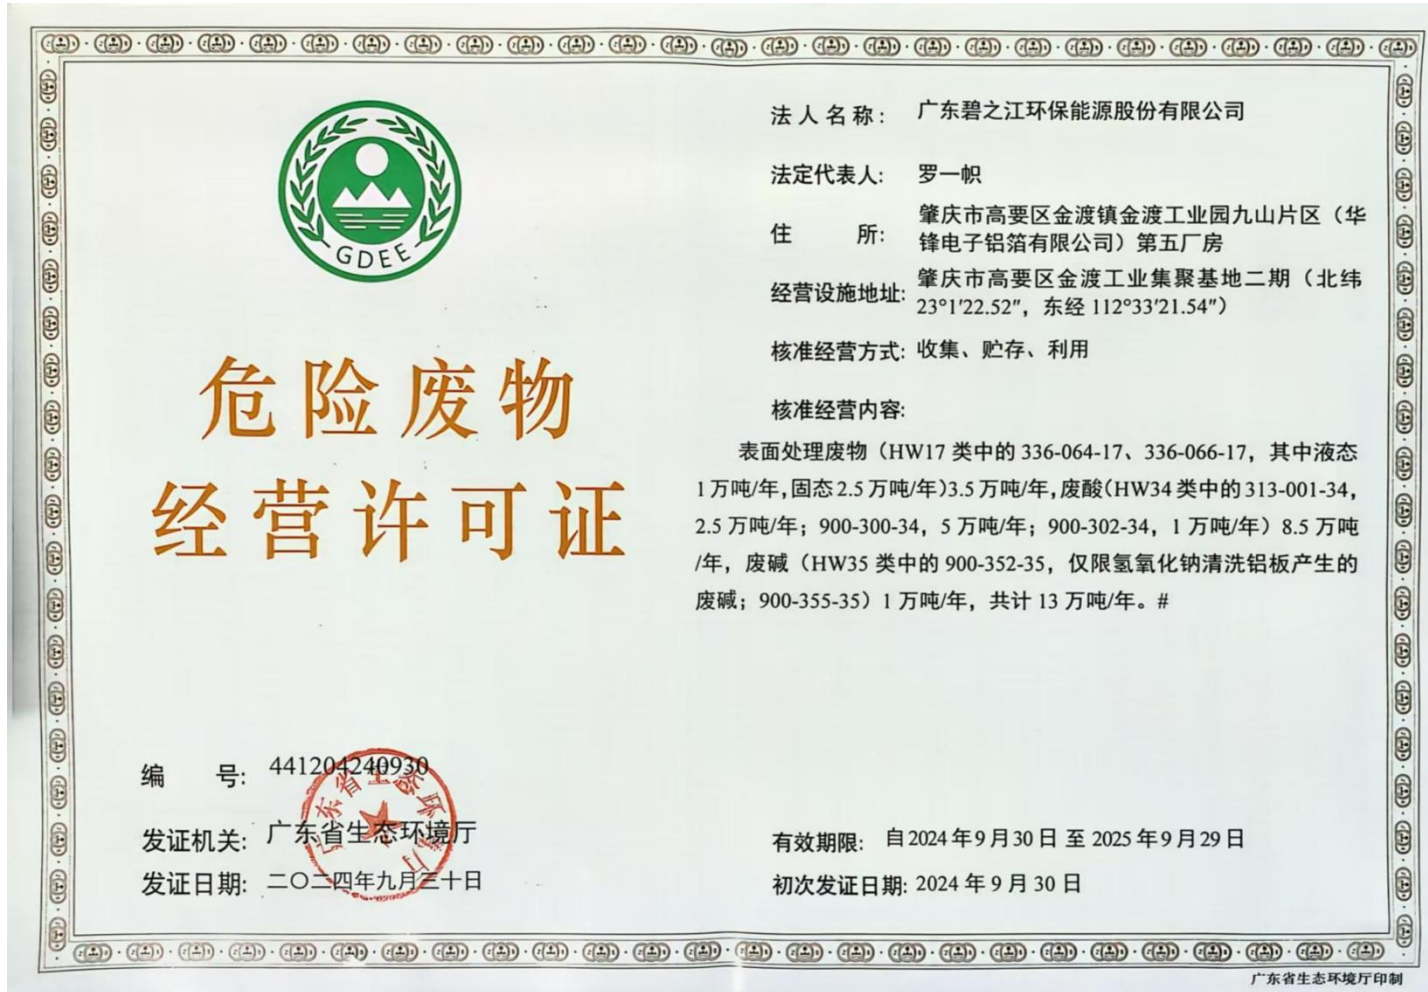 GDEE
危险废物
经营许可证
编 号: 441204240930
发证机关: 广东省生态环境厅
发证日期: 二〇二四年九月三十日
广东省生态环境厅
法人名称: 广东碧之江环保能源股份有限公司
法定代表人: 罗一帜
住 所: 肇庆市高要区金渡镇金渡工业园九山片区（华
锋电子铝箔有限公司）第五厂房
经营设施地址: 肇庆市高要区金渡工业集聚基地二期（北纬
23°1′22.52″，东经 112°33′21.54″）
核准经营方式: 收集、贮存、利用
核准经营内容:
表面处理废物（HW17 类中的 336-064-17、336-066-17，其中液态
1 万吨/年,固态 2.5 万吨/年)3.5 万吨/年,废酸(HW34 类中的 313-001-34，
2.5 万吨/年；900-300-34，5 万吨/年；900-302-34，1 万吨/年）8.5 万吨
/年，废碱（HW35 类中的 900-352-35，仅限氢氧化钠清洗铝板产生的
废碱；900-355-35）1 万吨/年，共计 13 万吨/年。#
有效期限: 自 2024 年 9 月 30 日 至 2025 年 9 月 29 日
初次发证日期: 2024 年 9 月 30 日
广东省生态环境厅印制